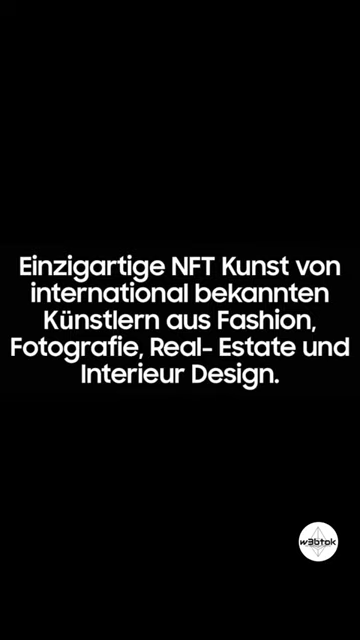 Einzigartige NFT Kunst von
international bekannten
Künstlern aus Fashion,
Fotografie, Real- Estate und
Interieur Design.
w3btok